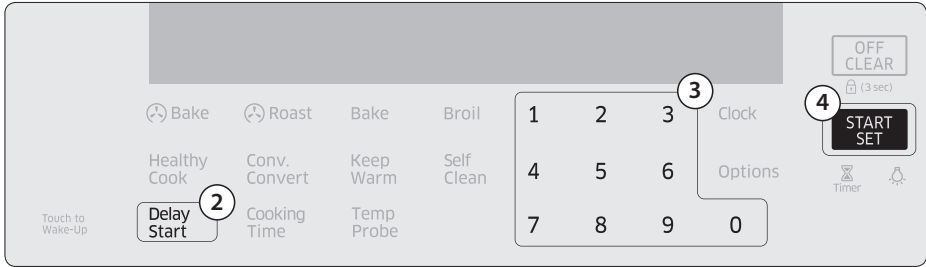 OFF
CLEAR
(3 sec)
3
4
Bake
Roast
Bake
Broil
1
2
3
Clock
START
SET
Healthy
Cook
Conv.
Convert
Keep
Warm
Self
Clean
4
5
6
Options
Timer
2
Touch to
Wake-Up
Delay
Start
Cooking
Time
Temp
Probe
7
8
9
0